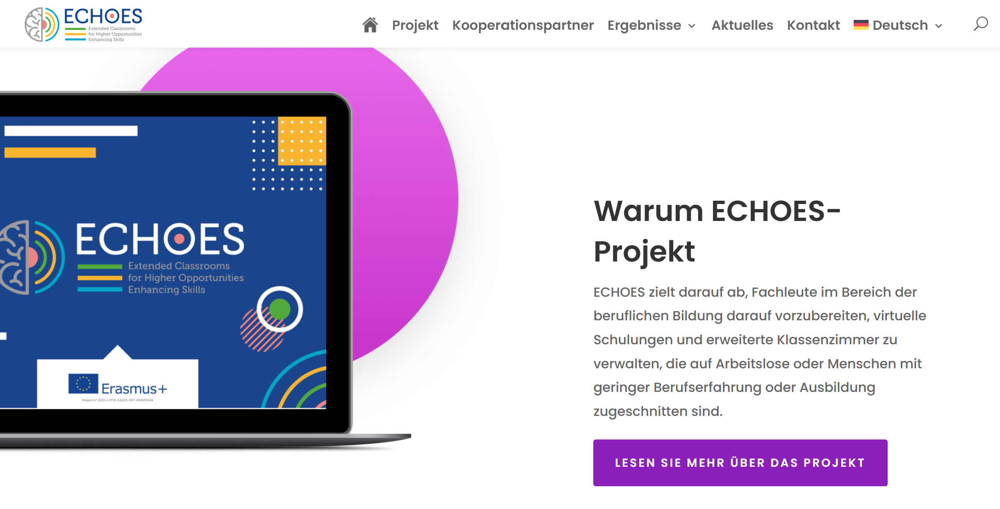 ECHOES
Extended Classrooms
for Higher Opportunities
Enhancing Skills
Projekt
Kooperationspartner
Ergebnisse
Aktuelles
Kontakt
Deutsch
ECHOES
Extended Classrooms
for Higher Opportunities
Enhancing Skills
Erasmus+
Project n° 2021-1-IT01-KA220-VET-000033244
Warum ECHOES-
Projekt
ECHOES zielt darauf ab, Fachleute im Bereich der
beruflichen Bildung darauf vorzubereiten, virtuelle
Schulungen und erweiterte Klassenzimmer zu
verwalten, die auf Arbeitslose oder Menschen mit
geringer Berufserfahrung oder Ausbildung
zugeschnitten sind.
LESEN SIE MEHR ÜBER DAS PROJEKT